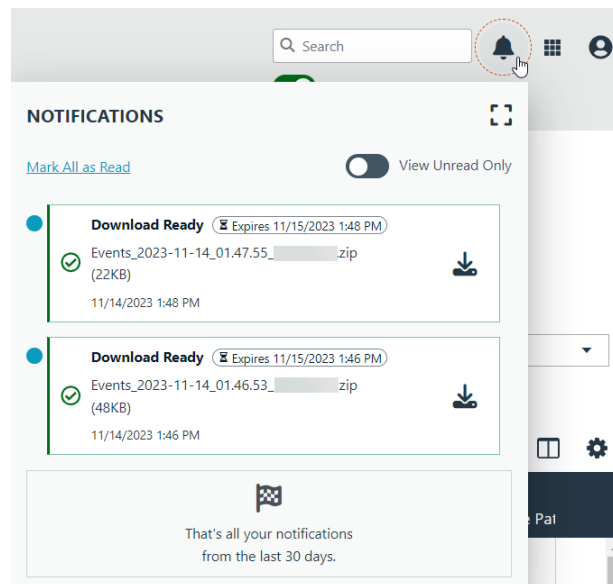 Search
NOTIFICATIONS
Mark All as Read
View Unread Only
Download Ready
Expires 11/15/2023 1:48 PM
Events_2023-11-14_01.47.55_ .zip
(22KB)
11/14/2023 1:48 PM
Download Ready
Expires 11/15/2023 1:46 PM
Events_2023-11-14_01.46.53_ zip
(48KB)
11/14/2023 1:46 PM
That's all your notifications
from the last 30 days.
Pat